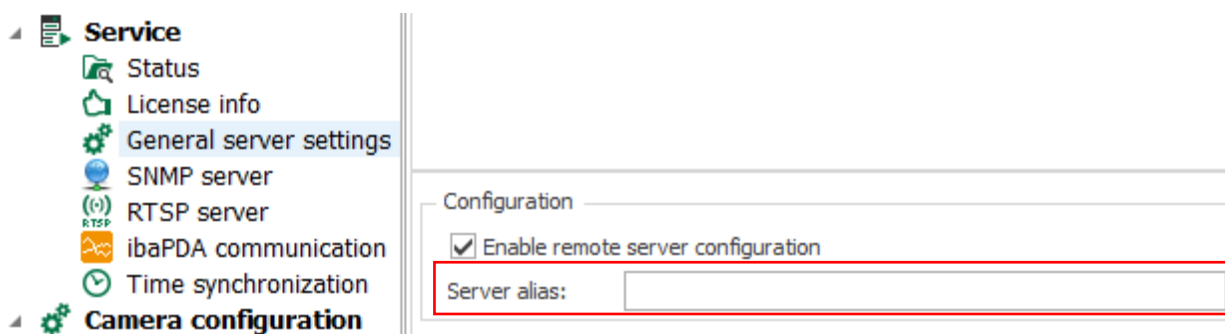 Service
Status
License info
General server settings
SNMP server
RTSP
RTSP server
ibaPDA communication
Time synchronization
Camera configuration
Configuration
Enable remote server configuration
Server alias: